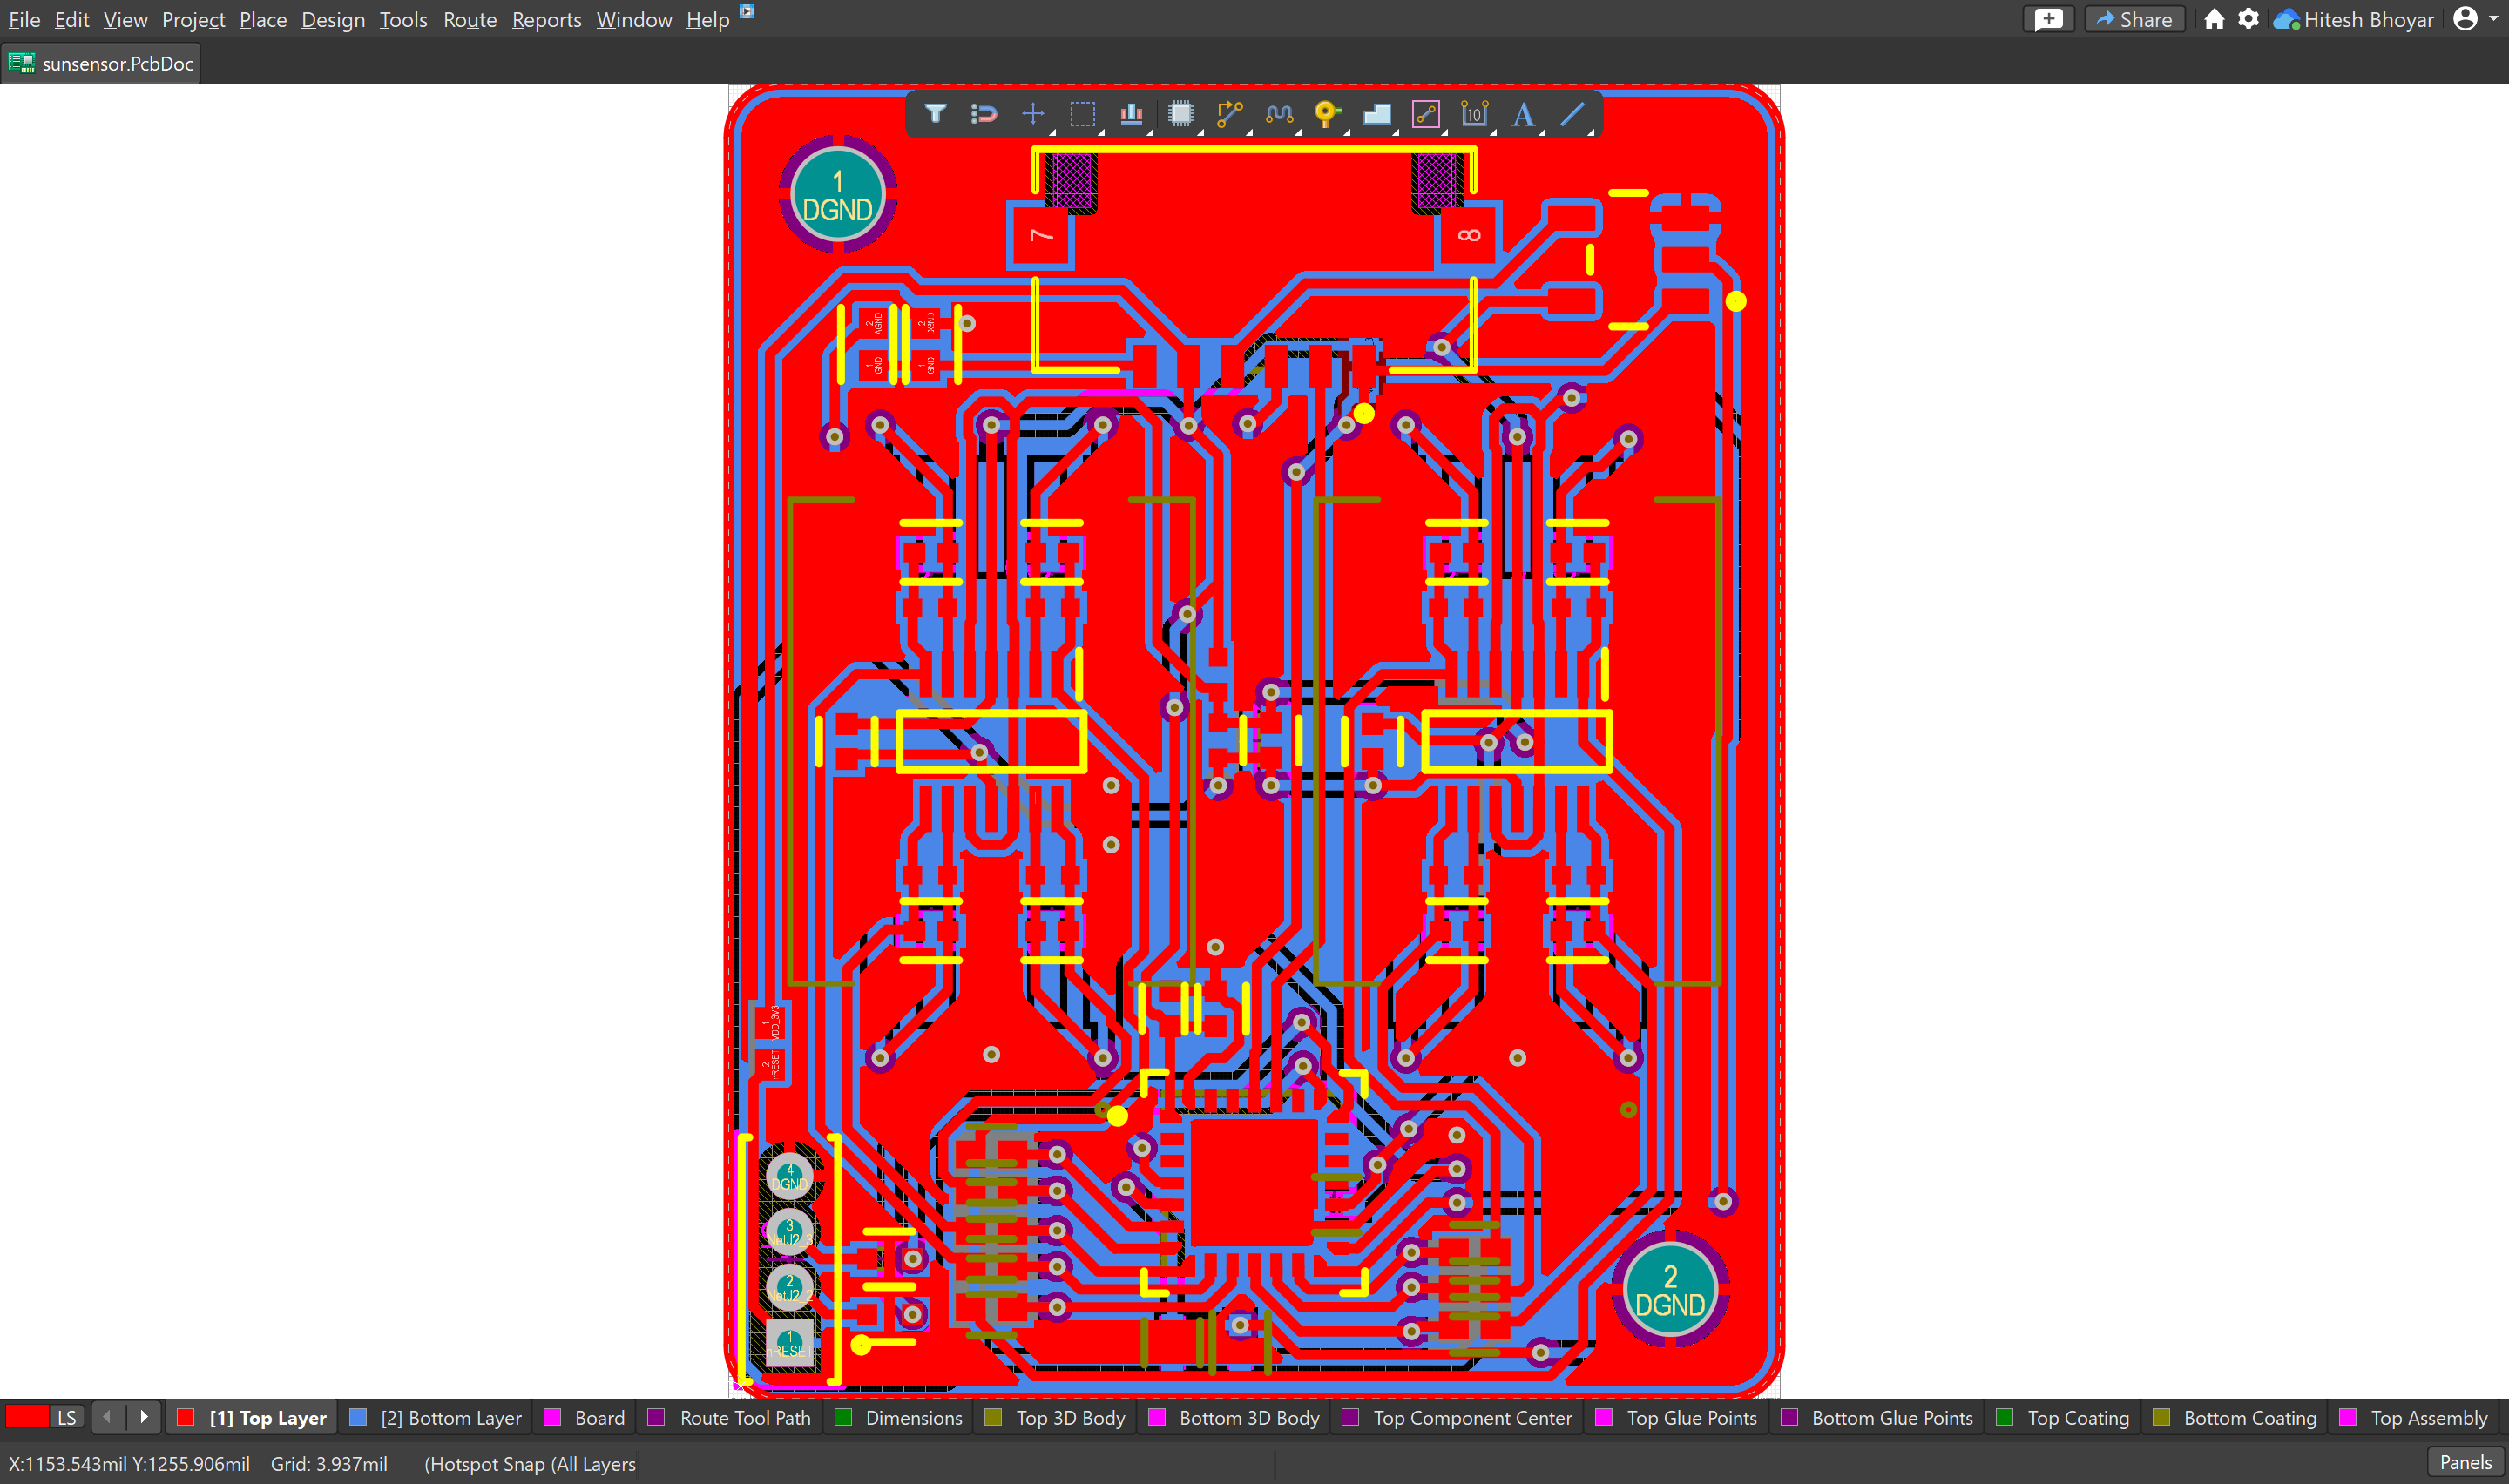 File Edit View Project Place Design Tools Route Reports Window Help
Share
Hitesh Bhoyar
sunsensor.PcbDoc
10
A
1
DGND
7
8
2
AGND
2
1
GND
1
GND
1
VDD_3V3
2
nRESET
4
DGND
3
NetJ2_3
2
NetJ2_2
1
nRESET
2
DGND
LS
[1] Top Layer
[2] Bottom Layer
Board
Route Tool Path
Dimensions
Top 3D Body
Bottom 3D Body
Top Component Center
Top Glue Points
Bottom Glue Points
Top Coating
Bottom Coating
Top Assembly
X:1153.543mil Y:1255.906mil Grid: 3.937mil (Hotspot Snap (All Layers
Panels